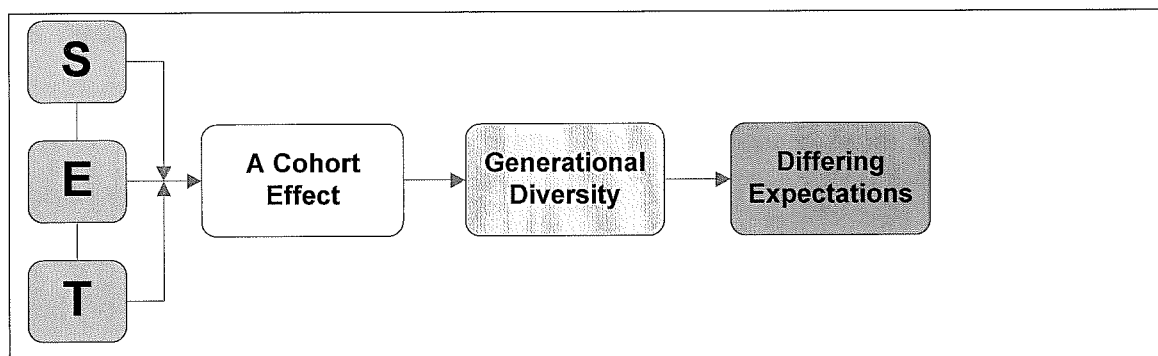 S
E
T
A Cohort
Effect
Generational
Diversity
Differing
Expectations